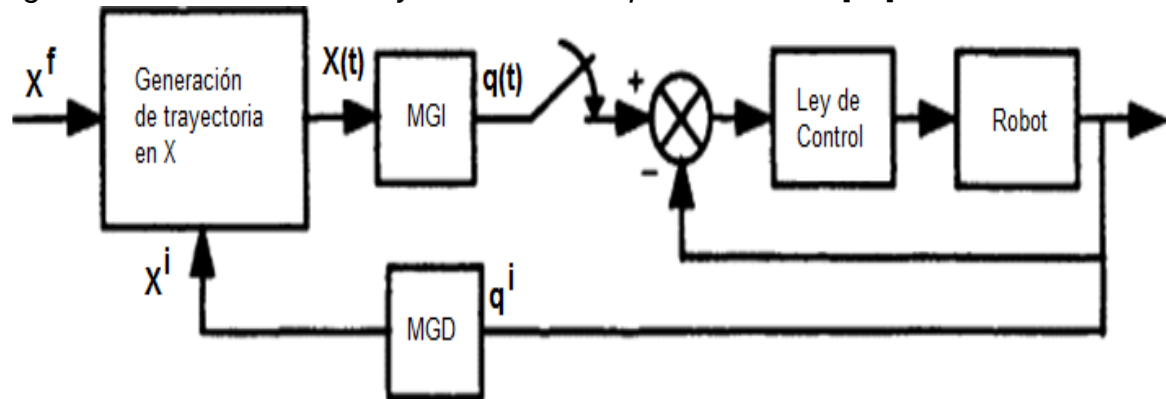 X^f
Generación
de trayectoria
en X
X(t)
MGI
q(t)
+
−
Ley de
Control
Robot
X^i
MGD
q^i